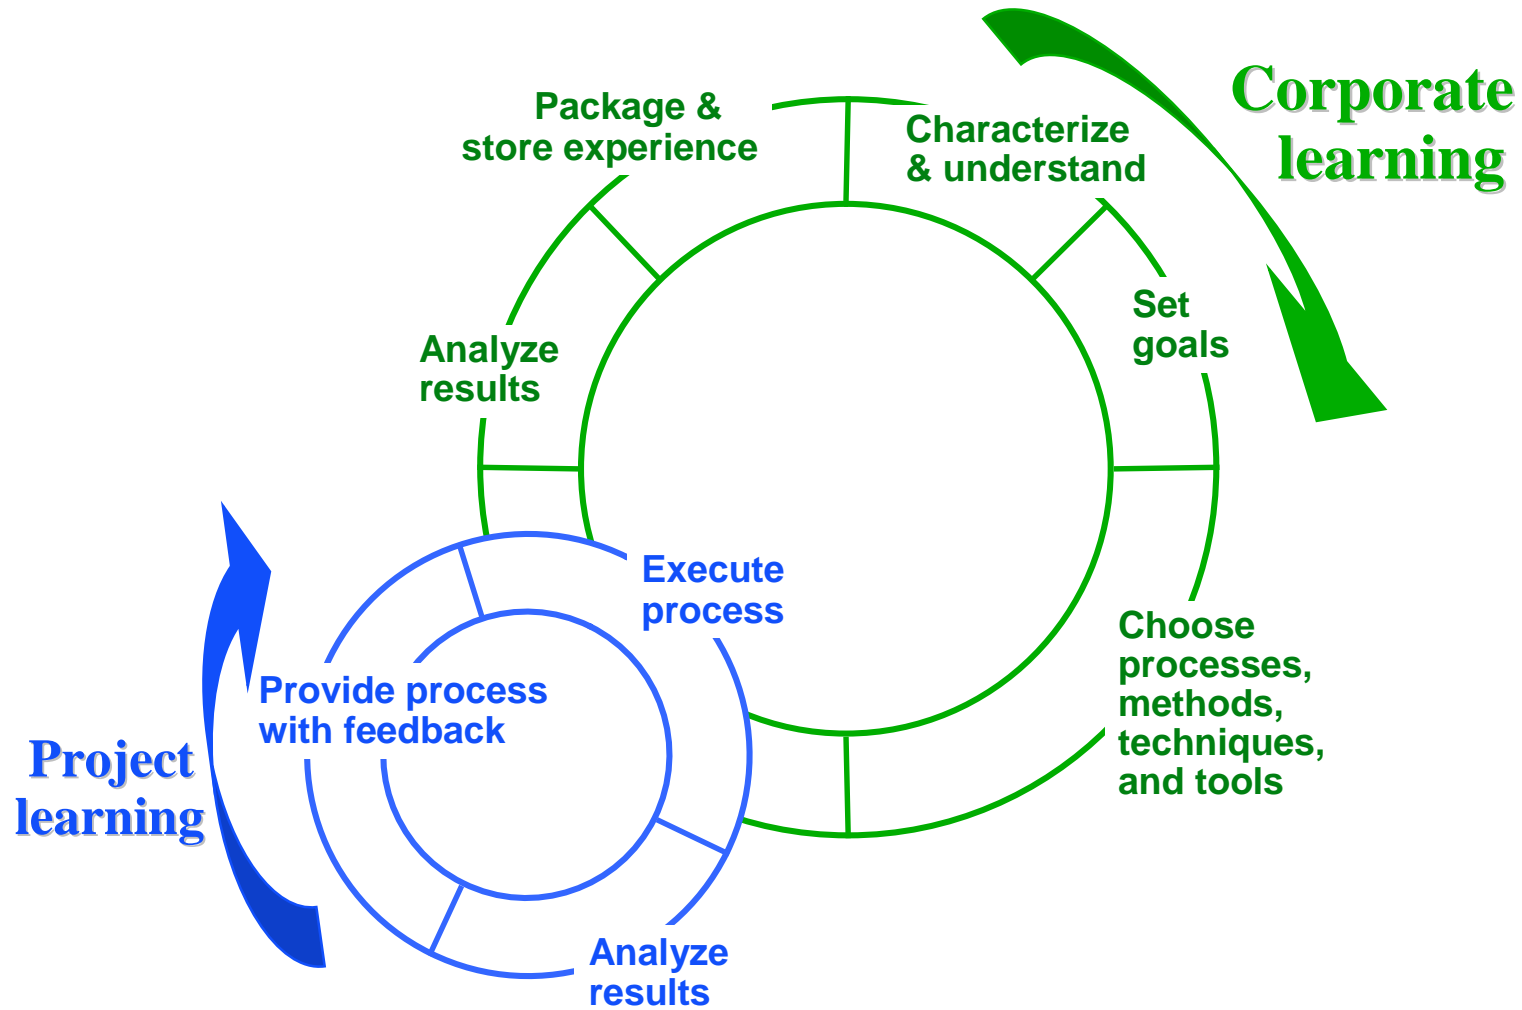 Corporate
learning
Package &
store experience
Characterize
& understand
Set
goals
Analyze
results
Execute
process
Choose
processes,
methods,
techniques,
and tools
Provide process
with feedback
Project
learning
Analyze
results